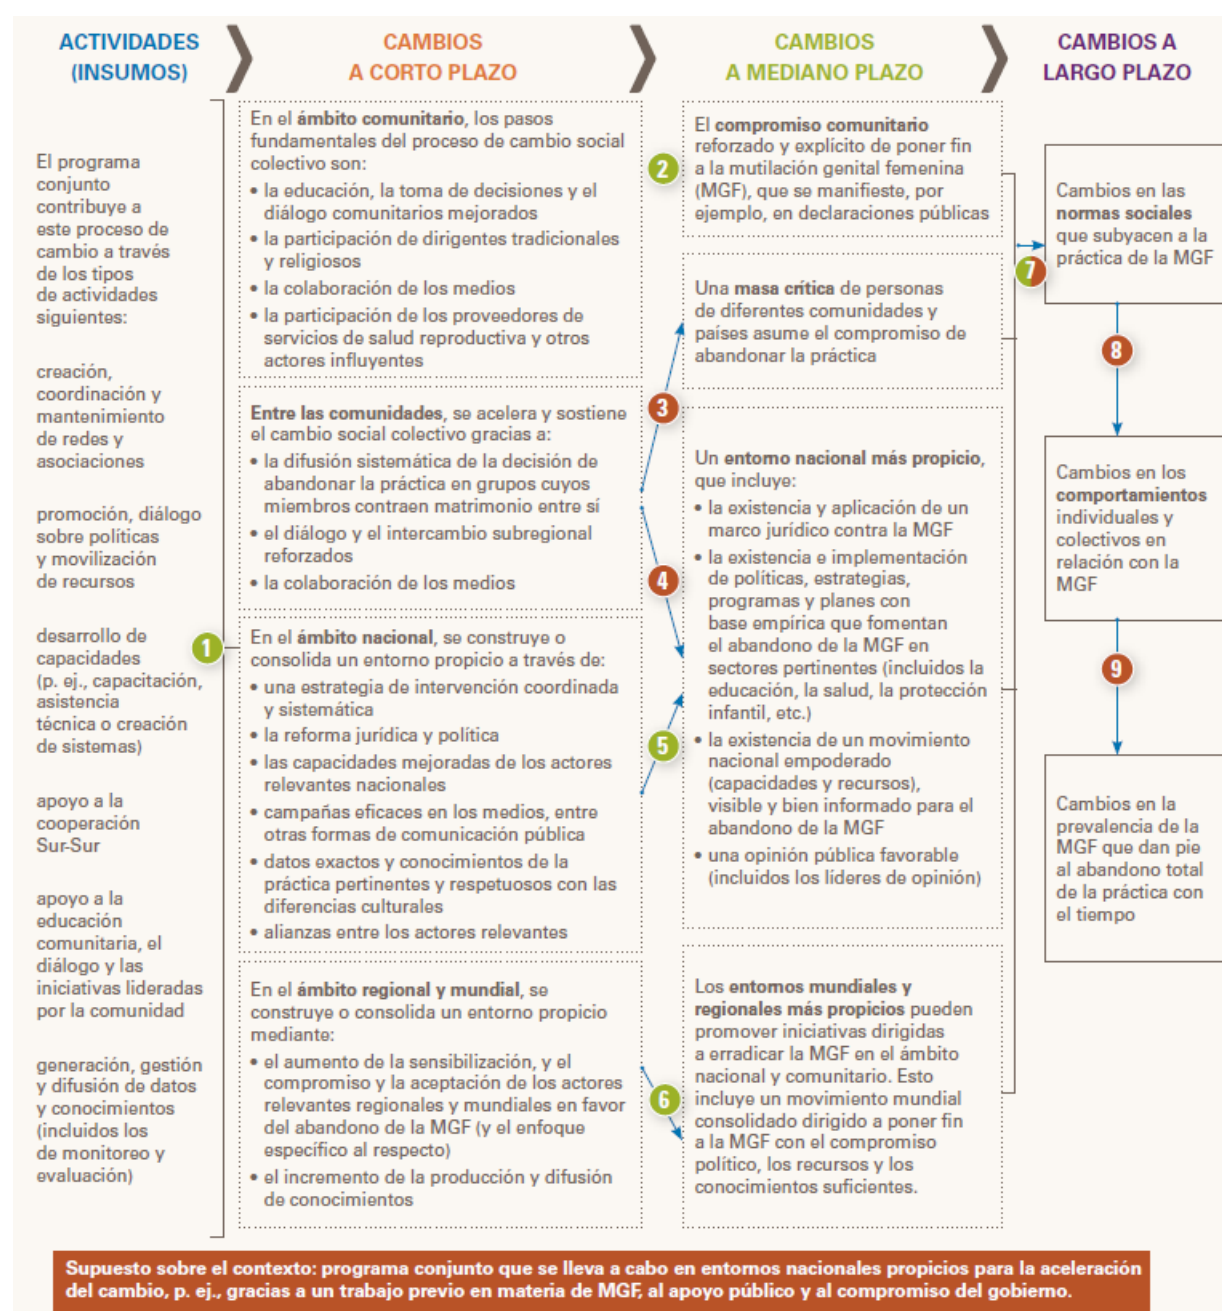 ACTIVIDADES
(INSUMOS)
El programa
conjunto
contribuye a
este proceso de
cambio a través
de los tipos
de actividades
siguientes:
creación,
coordinación y
mantenimiento
de redes y
asociaciones
promoción, diálogo
sobre políticas
y movilización
de recursos
desarrollo de
capacidades
(p. ej., capacitación,
asistencia
técnica o creación
de sistemas)
apoyo a la
cooperación
Sur-Sur
apoyo a la
educación
comunitaria, el
diálogo y las
iniciativas lideradas
por la comunidad
generación, gestión
y difusión de datos
y conocimientos
(incluidos los
de monitoreo y
evaluación)
1
CAMBIOS
A CORTO PLAZO
En el ámbito comunitario, los pasos
fundamentales del proceso de cambio social
colectivo son:
• la educación, la toma de decisiones y el
diálogo comunitarios mejorados
• la participación de dirigentes tradicionales
y religiosos
• la colaboración de los medios
• la participación de los proveedores de
servicios de salud reproductiva y otros
actores influyentes
Entre las comunidades, se acelera y sostiene
el cambio social colectivo gracias a:
• la difusión sistemática de la decisión de
abandonar la práctica en grupos cuyos
miembros contraen matrimonio entre sí
• el diálogo y el intercambio subregional
reforzados
• la colaboración de los medios
En el ámbito nacional, se construye o
consolida un entorno propicio a través de:
• una estrategia de intervención coordinada
y sistemática
• la reforma jurídica y política
• las capacidades mejoradas de los actores
relevantes nacionales
• campañas eficaces en los medios, entre
otras formas de comunicación pública
• datos exactos y conocimientos de la
práctica pertinentes y respetuosos con las
diferencias culturales
• alianzas entre los actores relevantes
En el ámbito regional y mundial, se
construye o consolida un entorno propicio
mediante:
• el aumento de la sensibilización, y el
compromiso y la aceptación de los actores
relevantes regionales y mundiales en favor
del abandono de la MGF (y el enfoque
específico al respecto)
• el incremento de la producción y difusión
de conocimientos
2
3
4
5
6
CAMBIOS
A MEDIANO PLAZO
El compromiso comunitario
reforzado y explícito de poner fin
a la mutilación genital femenina
(MGF), que se manifieste, por
ejemplo, en declaraciones públicas
Una masa crítica de personas
de diferentes comunidades y
países asume el compromiso de
abandonar la práctica
Un entorno nacional más propicio,
que incluye:
• la existencia y aplicación de un
marco jurídico contra la MGF
• la existencia e implementación
de políticas, estrategias,
programas y planes con
base empírica que fomentan
el abandono de la MGF en
sectores pertinentes (incluidos la
educación, la salud, la protección
infantil, etc.)
• la existencia de un movimiento
nacional empoderado
(capacidades y recursos),
visible y bien informado para el
abandono de la MGF
• una opinión pública favorable
(incluidos los líderes de opinión)
Los entornos mundiales y
regionales más propicios pueden
promover iniciativas dirigidas
a erradicar la MGF en el ámbito
nacional y comunitario. Esto
incluye un movimiento mundial
consolidado dirigido a poner fin
a la MGF con el compromiso
político, los recursos y los
conocimientos suficientes.
7
CAMBIOS A
LARGO PLAZO
Cambios en las
normas sociales
que subyacen a la
práctica de la MGF
8
Cambios en los
comportamientos
individuales y
colectivos en
relación con la
MGF
9
Cambios en la
prevalencia de la
MGF que dan pie
al abandono total
de la práctica con
el tiempo
Supuesto sobre el contexto: programa conjunto que se lleva a cabo en entornos nacionales propicios para la aceleración
del cambio, p. ej., gracias a un trabajo previo en materia de MGF, al apoyo público y al compromiso del gobierno.